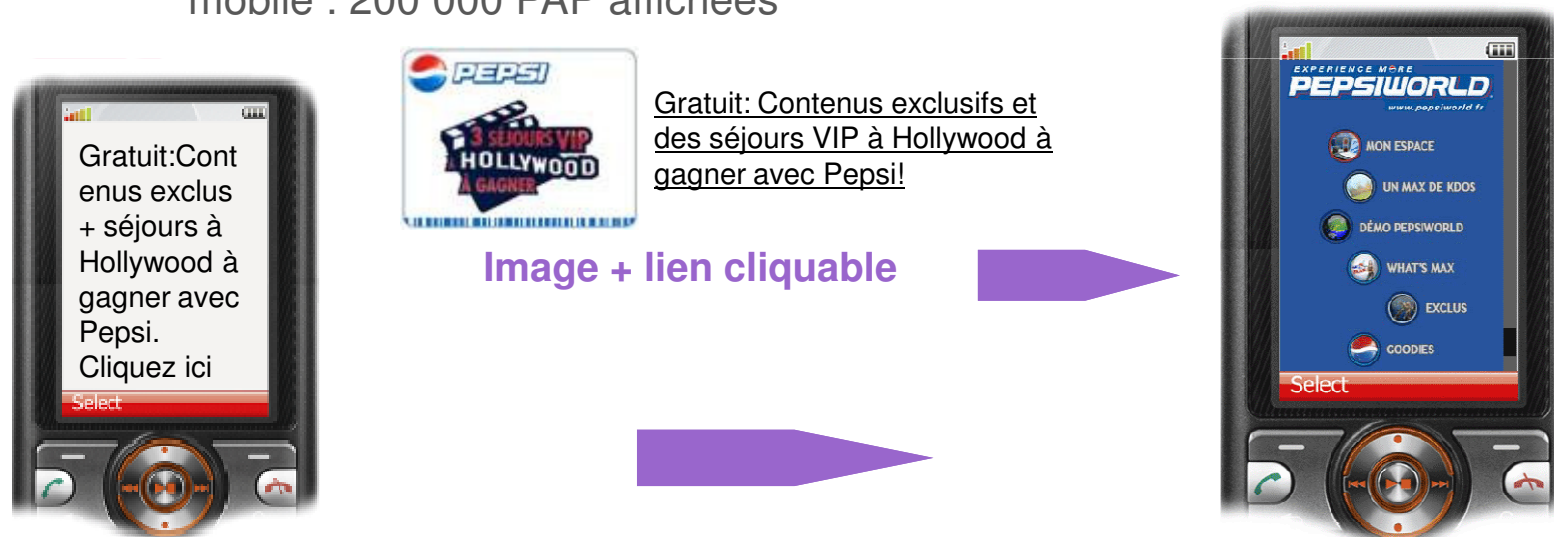 mobile : 200 000 PAP affichées
Gratuit:Cont
enus exclus
+ séjours à
Hollywood à
gagner avec
Pepsi.
Cliquez ici
Select
PEPSI
3 SÉJOURS VIP
À HOLLYWOOD
À GAGNER
Gratuit: Contenus exclusifs et
des séjours VIP à Hollywood à
gagner avec Pepsi!
Image + lien cliquable
EXPERIENCE MORE
PEPSIWORLD
www.pepsiworld.fr
MON ESPACE
UN MAX DE KDOS
DÉMO PEPSIWORLD
WHAT'S MAX
EXCLUS
GOODIES
Select